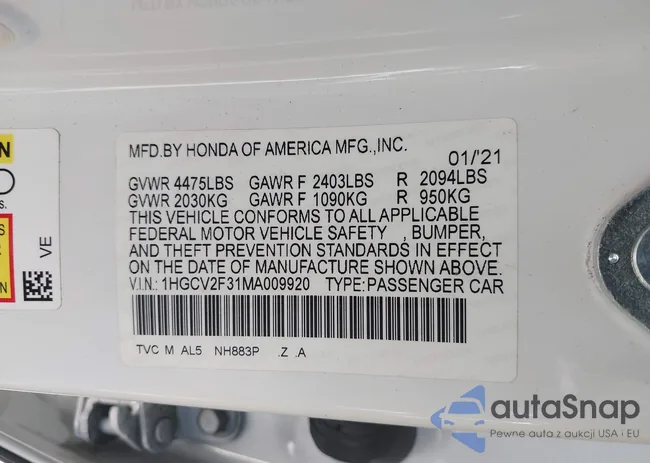 MFD.BY HONDA OF AMERICA MFG.,INC.
01/'21
GVWR 4475LBS GAWR F 2403LBS R 2094LBS
GVWR 2030KG GAWR F 1090KG R 950KG
THIS VEHICLE CONFORMS TO ALL APPLICABLE
FEDERAL MOTOR VEHICLE SAFETY , BUMPER,
AND THEFT PREVENTION STANDARDS IN EFFECT
ON THE DATE OF MANUFACTURE SHOWN ABOVE.
V.I.N.: 1HGCV2F31MA009920 TYPE:PASSENGER CAR
TVC M AL5 NH883P .Z .A
VE
autaSnap
Pewne auta z aukcji USA i EU